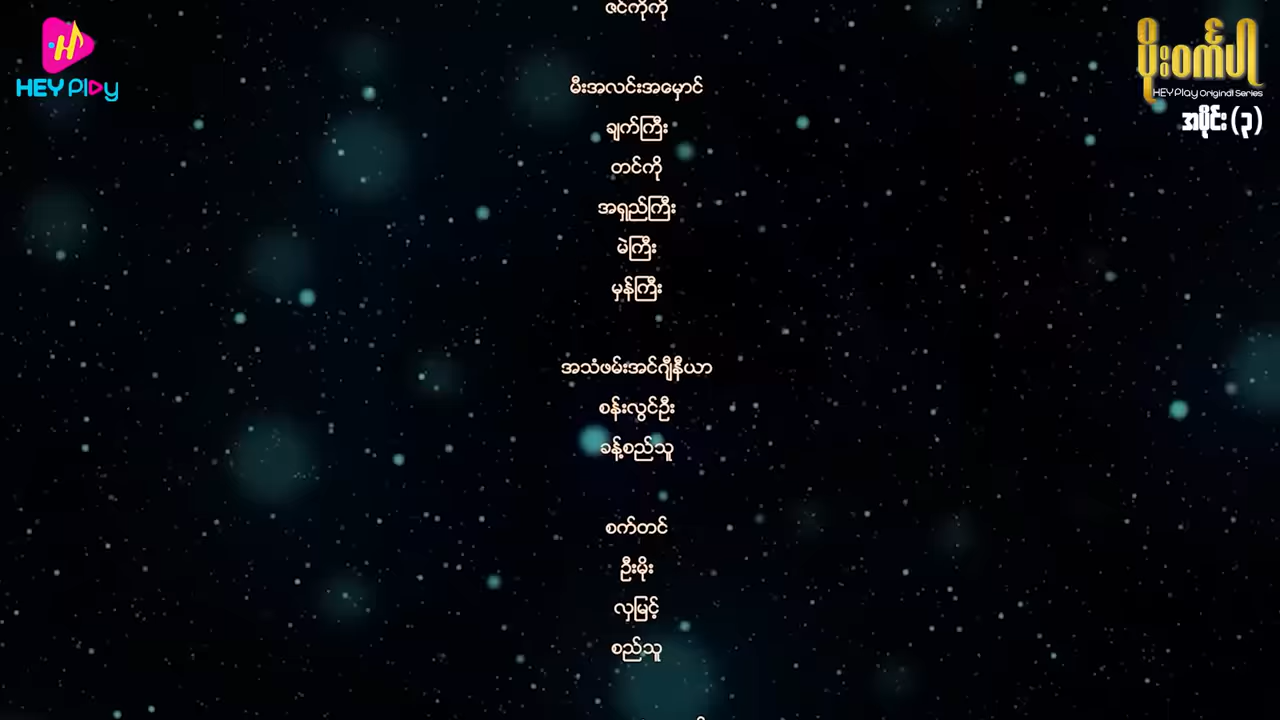 ဇင်ကိုကို
HEY Play
ပိုးဝက်ပါ
HEY Play Original Series
အပိုင်း (၃)
မီးအလင်းအမှောင်
ချက်ကြီး
တင်ကို
အရှည်ကြီး
မဲကြီး
မှန်ကြီး
အသံဖမ်းအင်ဂျီနီယာ
စန်းလွင်ဦး
ခန့်စည်သူ
စက်တင်
ဦးမိုး
လှမြင့်
စည်သူ